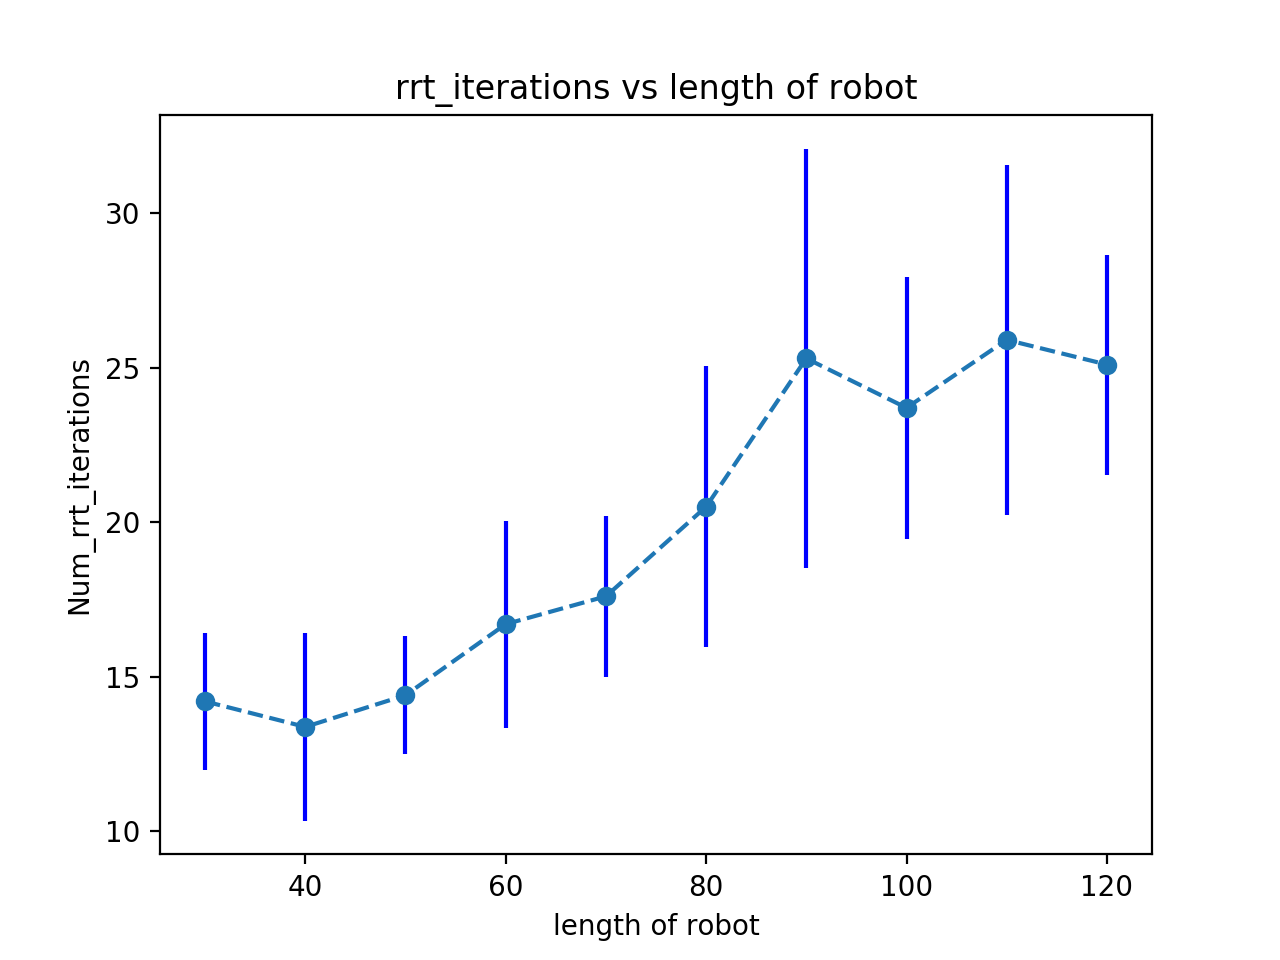 rrt_iterations vs length of robot
Num_rrt_iterations
30
25
20
15
10
40 60 80 100 120
length of robot